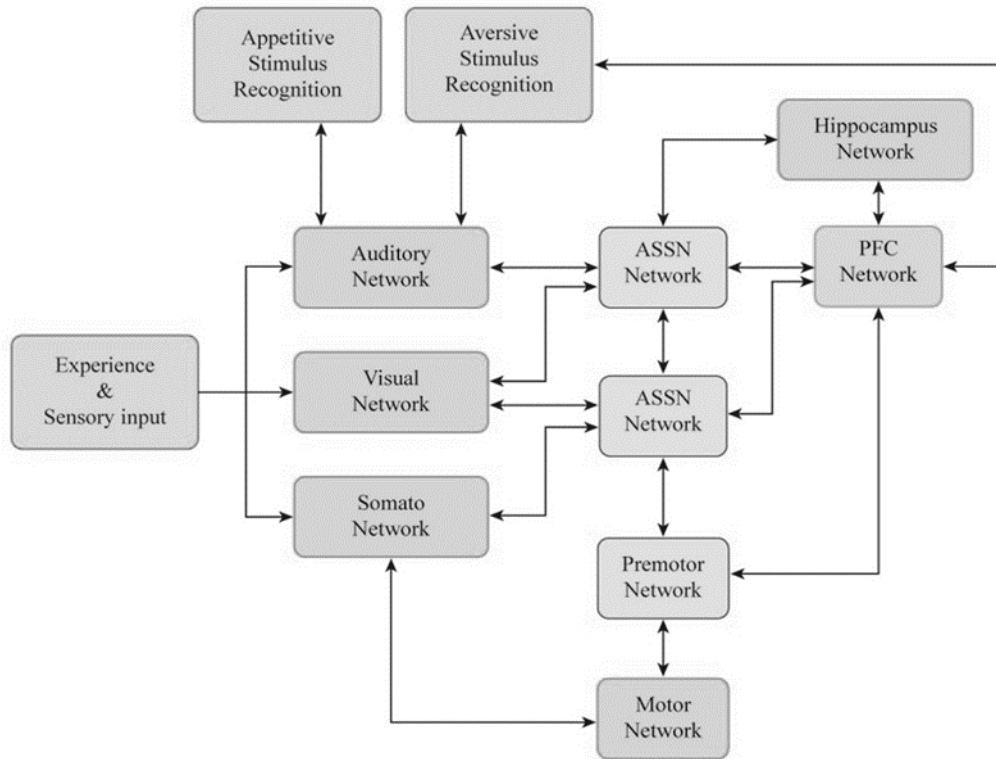 Appetitive
Stimulus
Recognition
Aversive
Stimulus
Recognition
Hippocampus
Network
Auditory
Network
ASSN
Network
PFC
Network
Experience
&
Sensory input
Visual
Network
ASSN
Network
Somato
Network
Premotor
Network
Motor
Network